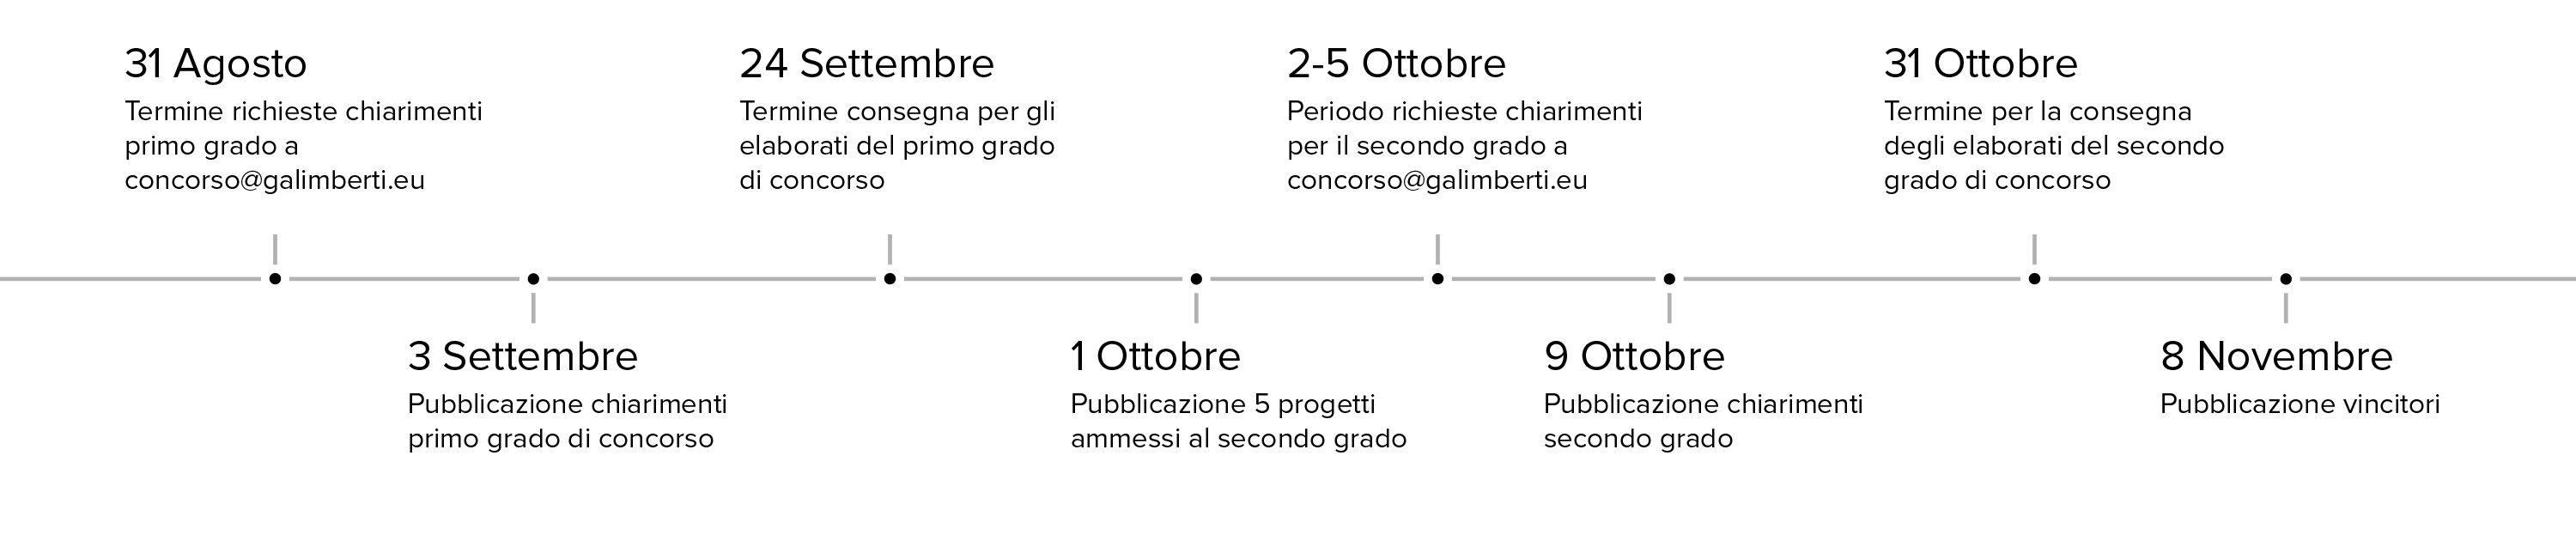 31 Agosto
Termine richieste chiarimenti
primo grado a
concorso@galimberti.eu
3 Settembre
Pubblicazione chiarimenti
primo grado di concorso
24 Settembre
Termine consegna per gli
elaborati del primo grado
di concorso
1 Ottobre
Pubblicazione 5 progetti
ammessi al secondo grado
2-5 Ottobre
Periodo richieste chiarimenti
per il secondo grado a
concorso@galimberti.eu
9 Ottobre
Pubblicazione chiarimenti
secondo grado
31 Ottobre
Termine per la consegna
degli elaborati del secondo
grado di concorso
8 Novembre
Pubblicazione vincitori